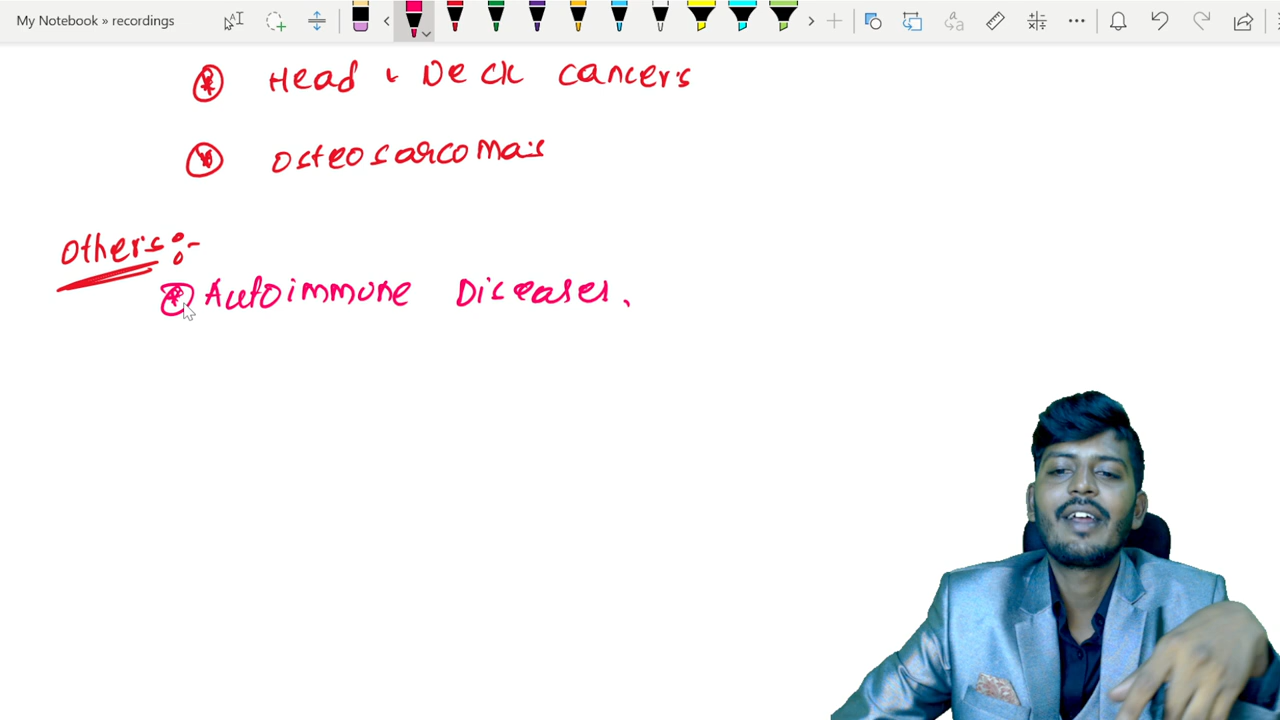 My Notebook » recordings
Head & Neck cancers
Osteosarcomas
Others :-
Autoimmune Diseases.